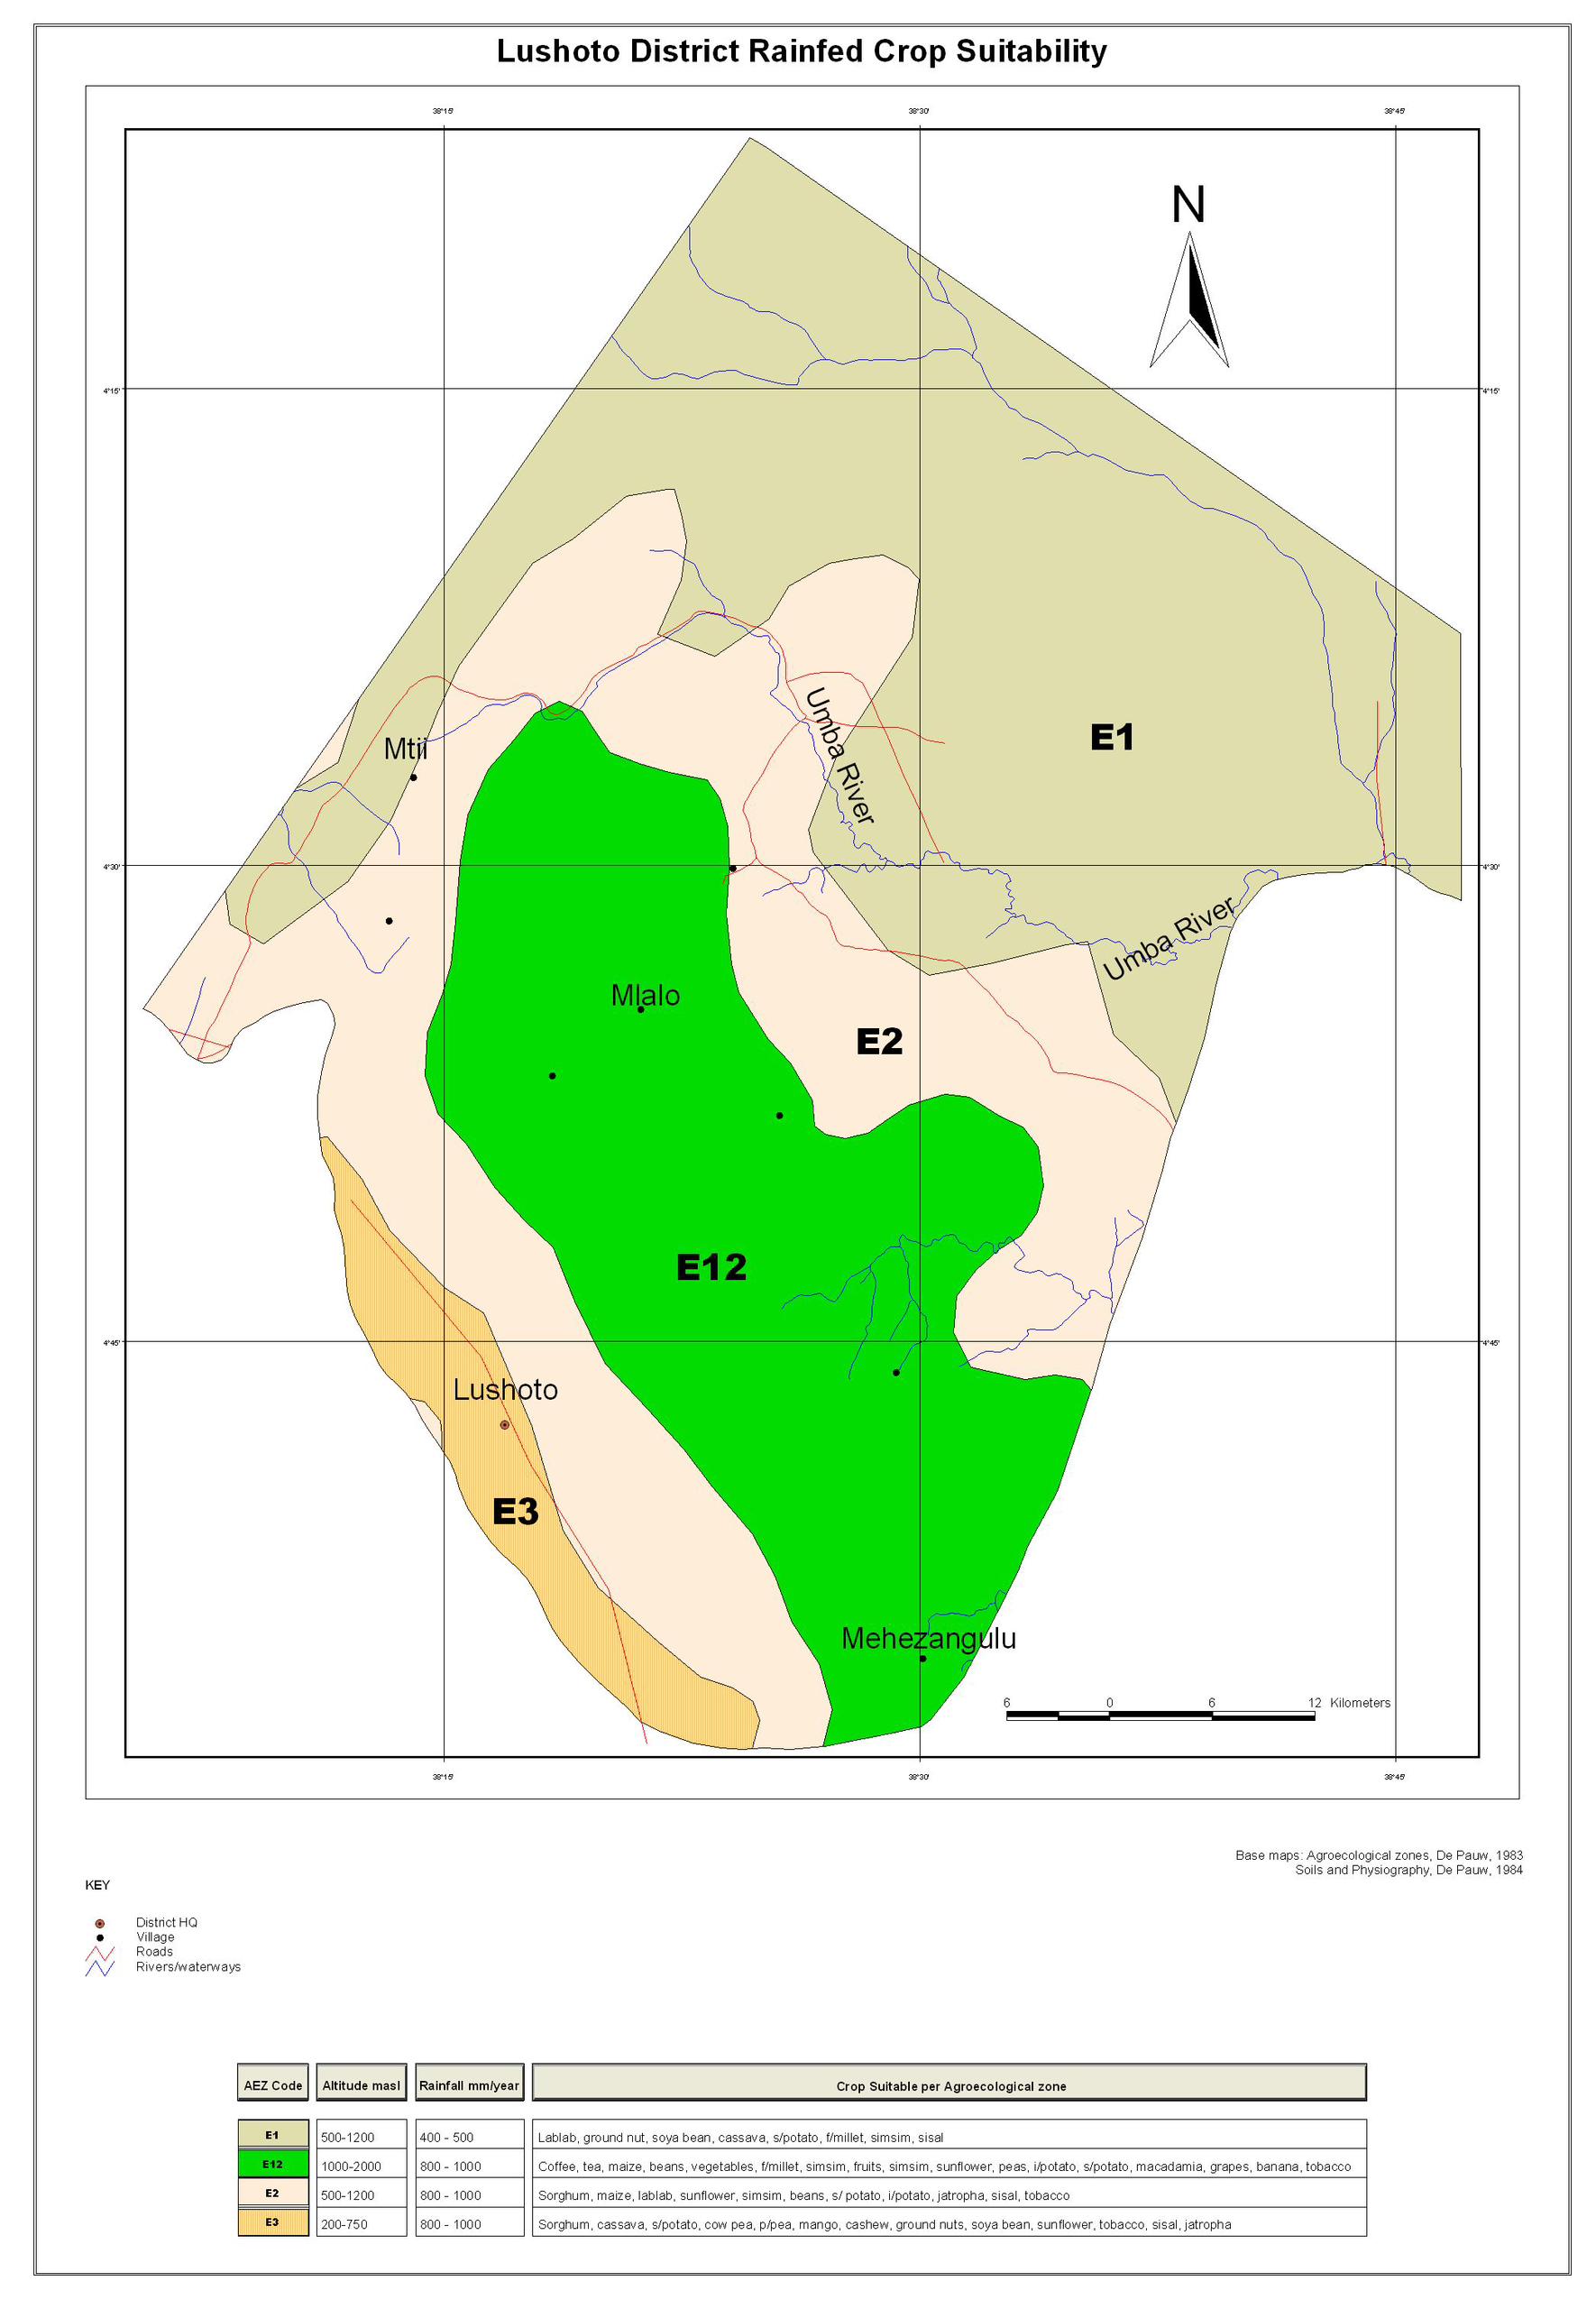 Lushoto District Rainfed Crop Suitability
38°15' 38°30' 38°45'
N
4°15' 4°15'
Umba River
Mtii
E1
4°30' 4°30'
Umba River
Mlalo
E2
E12
4°45' 4°45'
Lushoto
E3
Mehezangulu
6 0 6 12 Kilometers
38°15' 38°30' 38°45'
Base maps: Agroecological zones, De Pauw, 1983
Soils and Physiography, De Pauw, 1984
KEY
District HQ
Village
Roads
Rivers/waterways
AEZ Code Altitude masl Rainfall mm/year Crop Suitable per Agroecological zone
E1 500-1200 400 - 500 Lablab, ground nut, soya bean, cassava, s/potato, f/millet, simsim, sisal
E12 1000-2000 800 - 1000 Coffee, tea, maize, beans, vegetables, f/millet, simsim, fruits, simsim, sunflower, peas, i/potato, s/potato, macadamia, grapes, banana, tobacco
E2 500-1200 800 - 1000 Sorghum, maize, lablab, sunflower, simsim, beans, s/ potato, i/potato, jatropha, sisal, tobacco
E3 200-750 800 - 1000 Sorghum, cassava, s/potato, cow pea, p/pea, mango, cashew, ground nuts, soya bean, sunflower, tobacco, sisal, jatropha